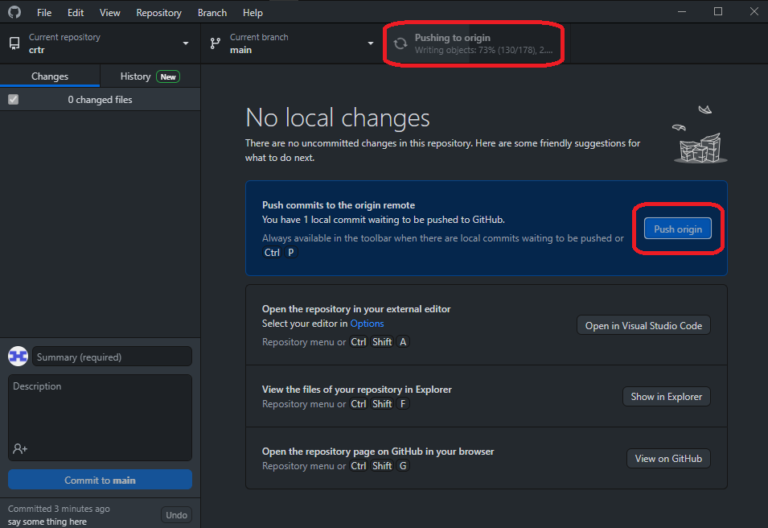 File Edit View Repository Branch Help
Current repository
crtr
Current branch
main
Pushing to origin
Writing objects: 73% (130/178), 2....
Changes
History New
0 changed files
No local changes
There are no uncommitted changes in this repository. Here are some friendly suggestions for
what to do next.
Push commits to the origin remote
You have 1 local commit waiting to be pushed to GitHub.
Always available in the toolbar when there are local commits waiting to be pushed or
Ctrl P
Push origin
Open the repository in your external editor
Select your editor in Options
Repository menu or Ctrl Shift A
Open in Visual Studio Code
View the files of your repository in Explorer
Repository menu or Ctrl Shift F
Show in Explorer
Open the repository page on GitHub in your browser
Repository menu or Ctrl Shift G
View on GitHub
Summary (required)
Description
Commit to main
Committed 3 minutes ago
say some thing here
Undo